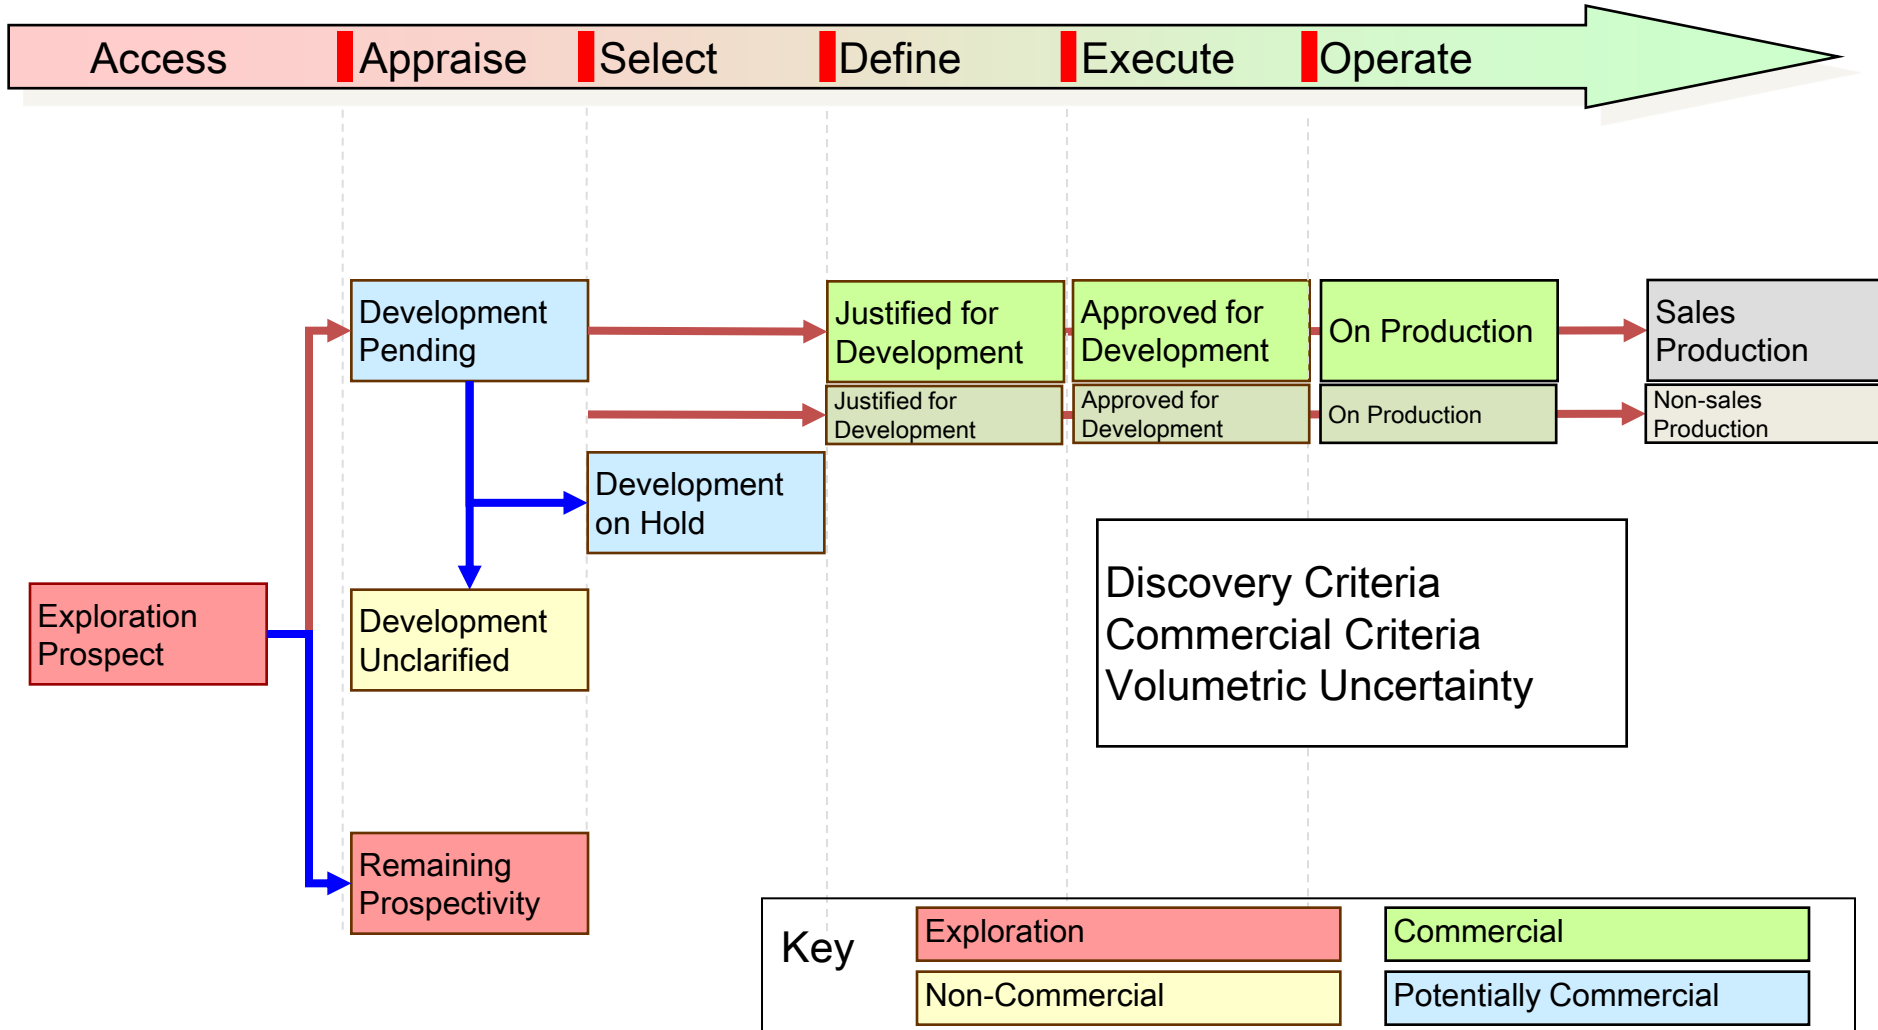 Access
Appraise
Select
Define
Execute
Operate
Development
Pending
Justified for
Development
Approved for
Development
On Production
Sales
Production
Justified for
Development
Approved for
Development
On Production
Non-sales
Production
Development
on Hold
Exploration
Prospect
Development
Unclarified
Discovery Criteria
Commercial Criteria
Volumetric Uncertainty
Remaining
Prospectivity
Key
Exploration
Commercial
Non-Commercial
Potentially Commercial